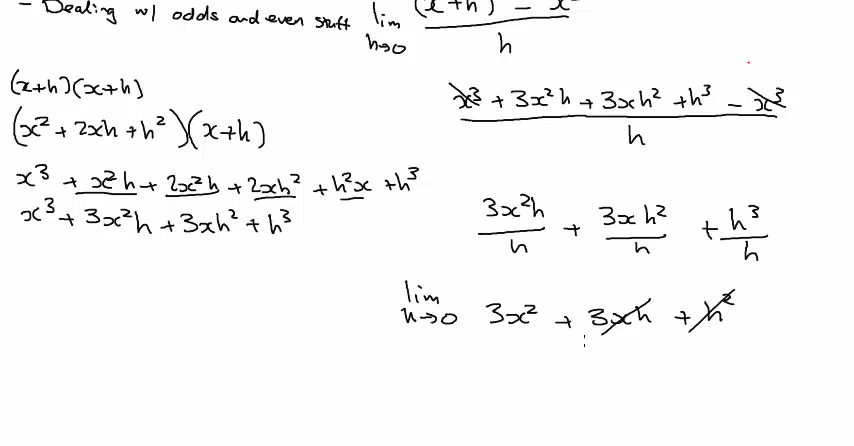 - Dealing w/ odds and even stuff
lim h→0 (x+h) - x / h
(x+h)(x+h)
(x² + 2xh + h²)(x+h)
x³ + x²h + 2x²h + 2xh² + h²x + h³
x³ + 3x²h + 3xh² + h³
x³ + 3x²h + 3xh² + h³ - x³ / h
3x²h / h + 3xh² / h + h³ / h
lim h→0 3x² + 3xh + h²